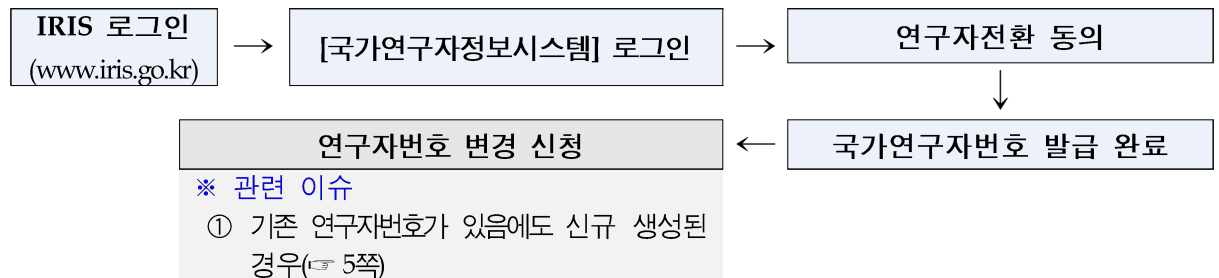 IRIS 로그인
(www.iris.go.kr)
→
[국가연구자정보시스템] 로그인
→
연구자전환 동의
↓
국가연구자번호 발급 완료
←
연구자번호 변경 신청
※ 관련 이슈
① 기존 연구자번호가 있음에도 신규 생성된
경우(☞ 5쪽)